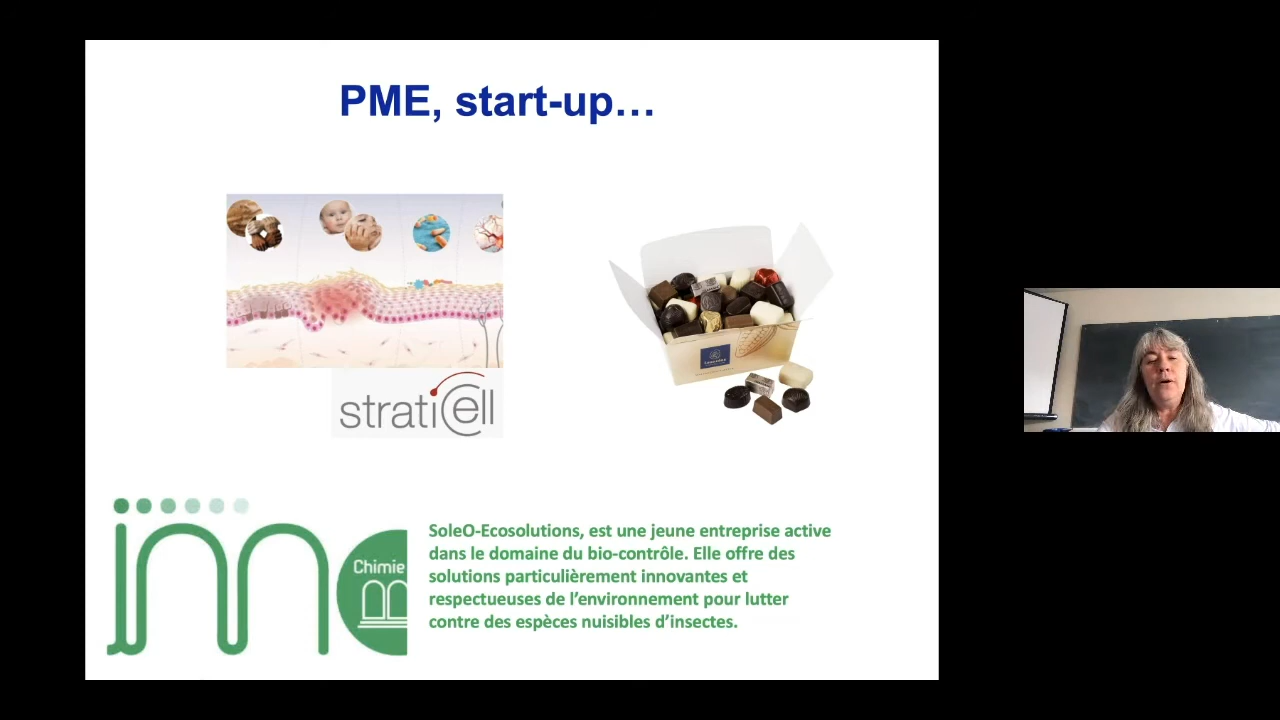 PME, start-up…
straticell
imc
Chimie
SoleO-Ecosolutions, est une jeune entreprise active
dans le domaine du bio-contrôle. Elle offre des
solutions particulièrement innovantes et
respectueuses de l’environnement pour lutter
contre des espèces nuisibles d’insectes.